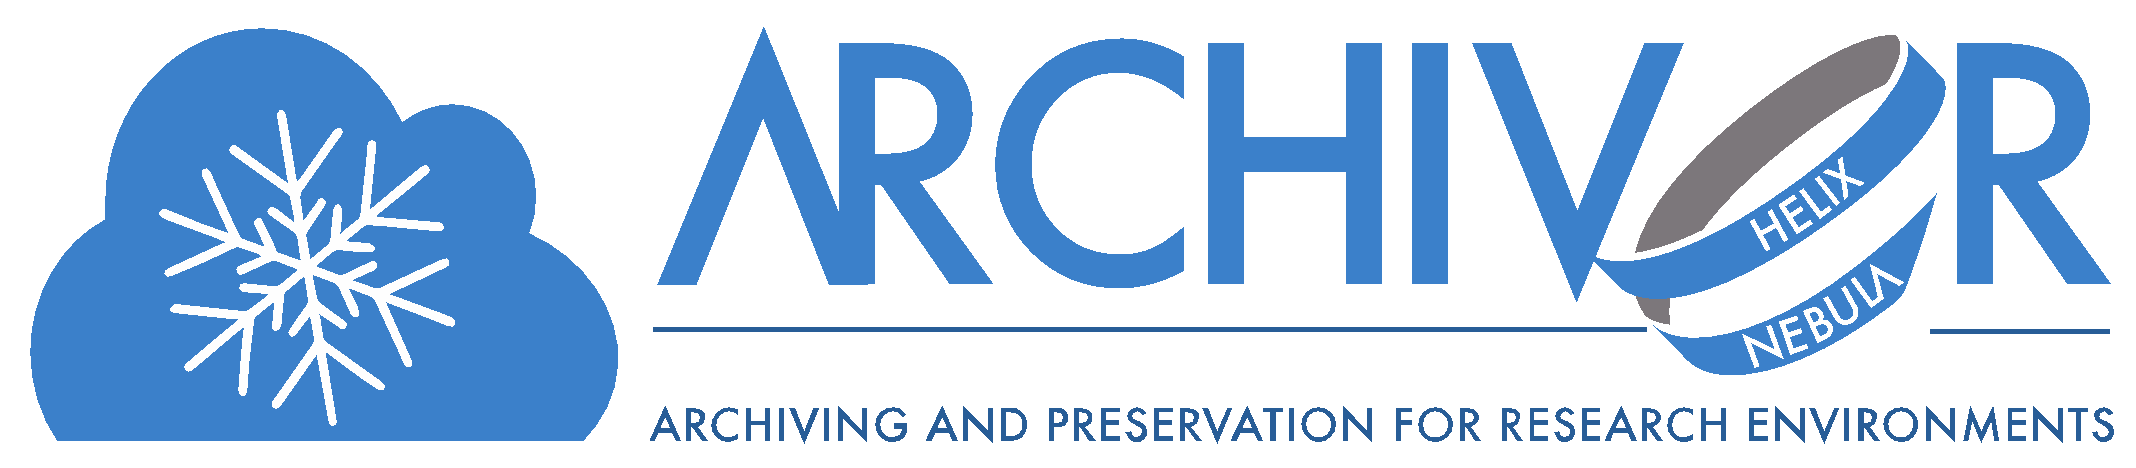 ARCHIVER
HELIX
NEBULA
ARCHIVING AND PRESERVATION FOR RESEARCH ENVIRONMENTS